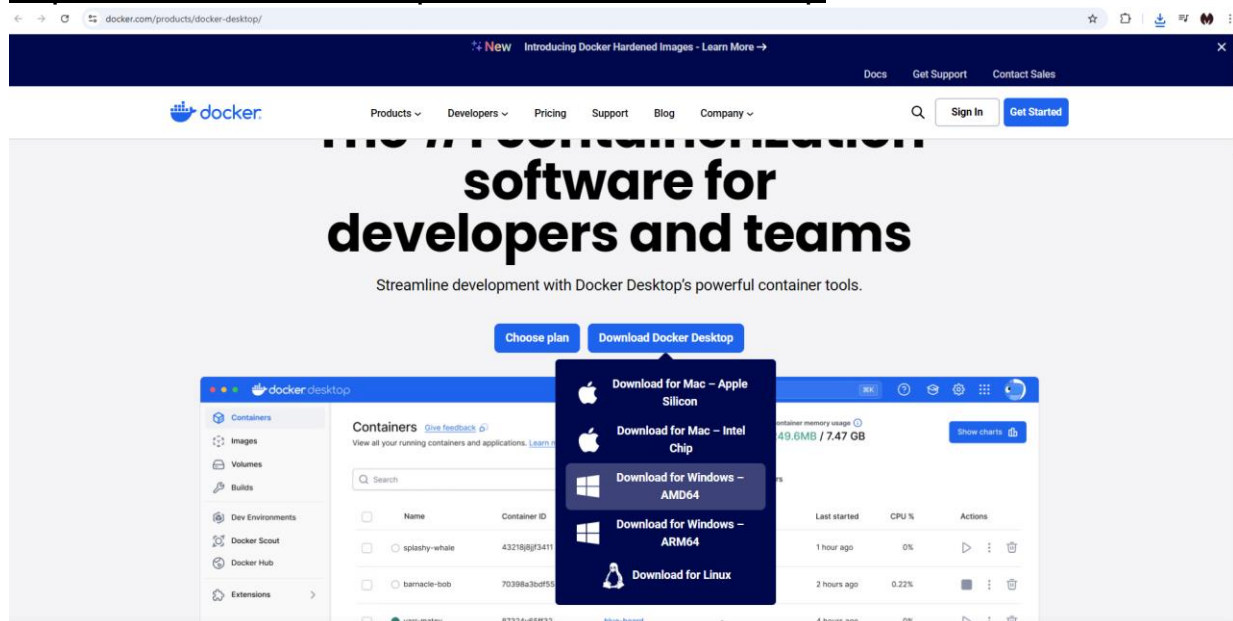 docker.com/products/docker-desktop/
New Introducing Docker Hardened Images - Learn More →
Docs Get Support Contact Sales
docker
Products Developers Pricing Support Blog Company Sign In Get Started
software for
developers and teams
Streamline development with Docker Desktop's powerful container tools.
Choose plan Download Docker Desktop
Download for Mac – Apple
Silicon
Download for Mac – Intel
Chip
Download for Windows –
AMD64
Download for Windows –
ARM64
Download for Linux
docker desktop
Containers
Images
Volumes
Builds
Dev Environments
Docker Scout
Docker Hub
Extensions
Containers Give feedback
View all your running containers and applications. Learn
container memory usage
49.6MB / 7.47 GB
Show charts
Search
Name Container ID Last started CPU % Actions
splashy-whale 43218j8jf3411 1 hour ago 0%
barnacle-bob 70398a3bdf55 2 hours ago 0.22%